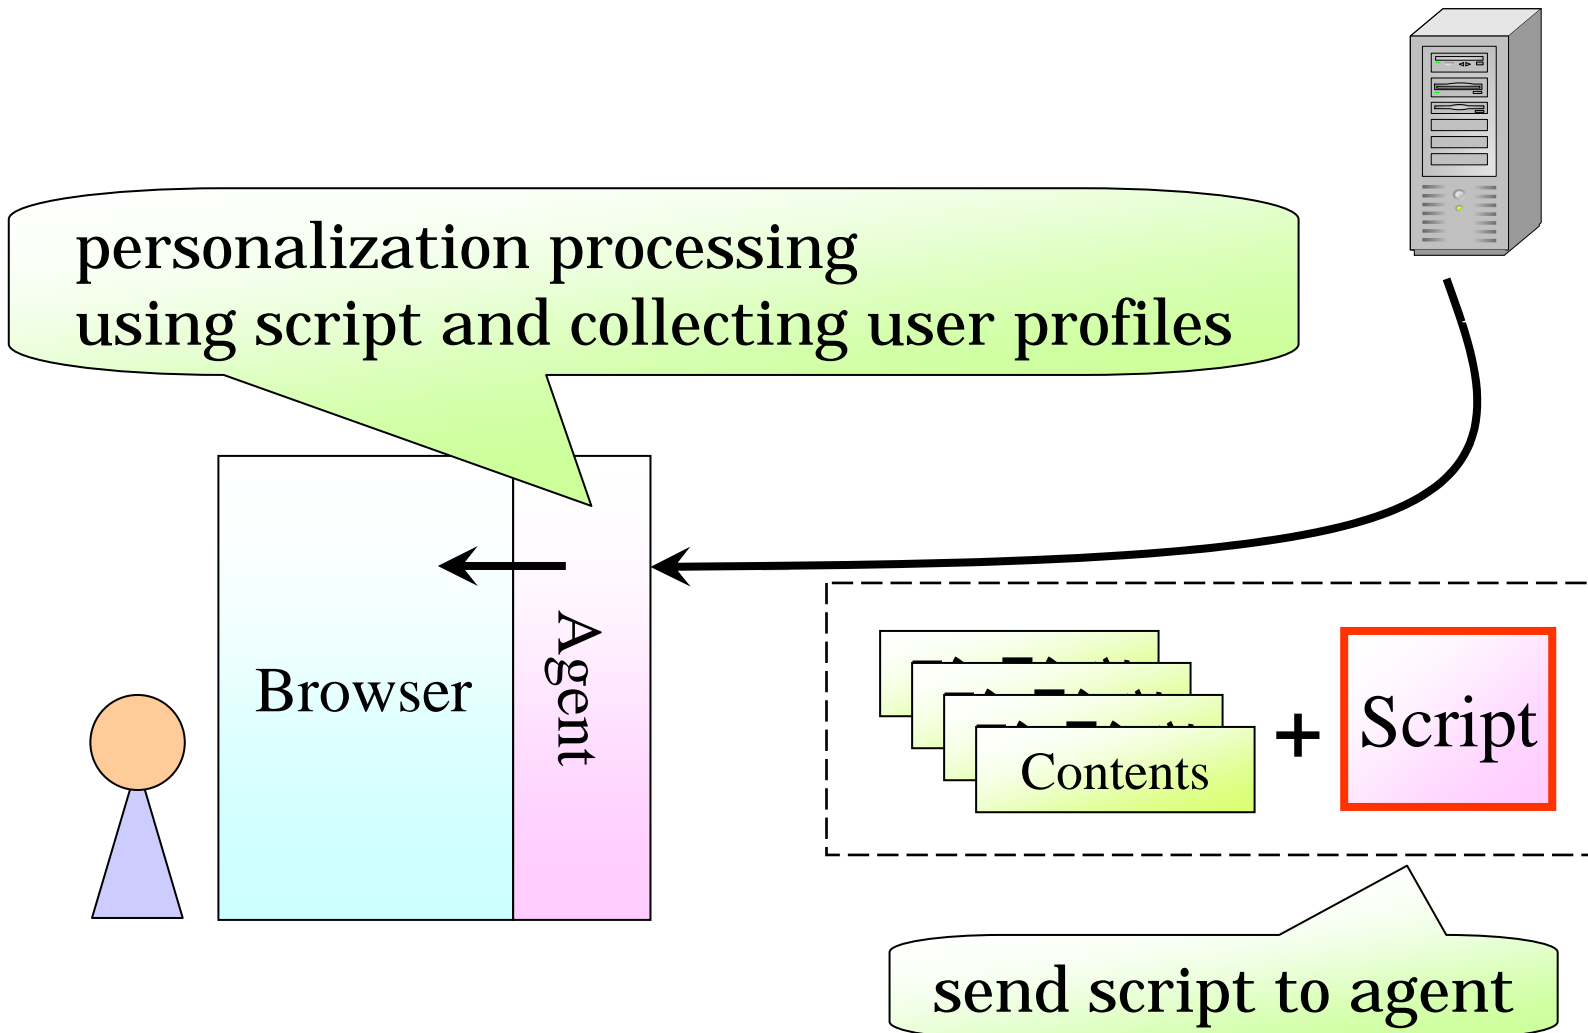 personalization processing
using script and collecting user profiles
Browser
Agent
Contents
+
Script
send script to agent